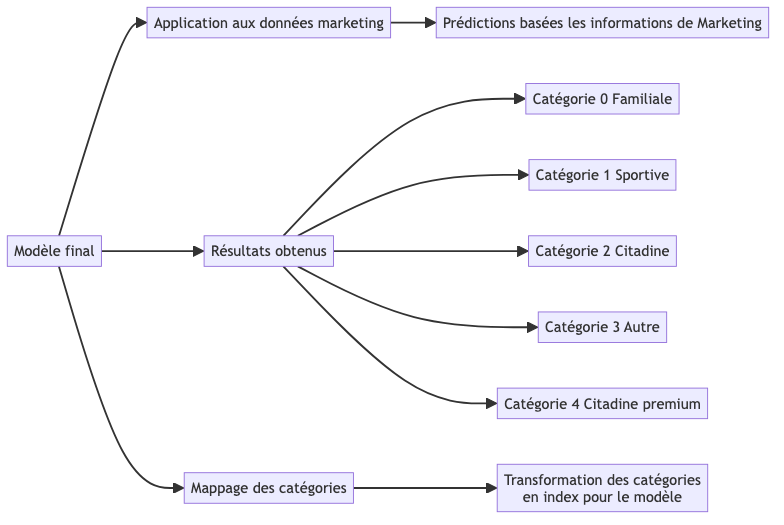 Application aux données marketing
Prédictions basées les informations de Marketing
Catégorie 0 Familiale
Catégorie 1 Sportive
Modèle final
Résultats obtenus
Catégorie 2 Citadine
Catégorie 3 Autre
Catégorie 4 Citadine premium
Mappage des catégories
Transformation des catégories
en index pour le modèle